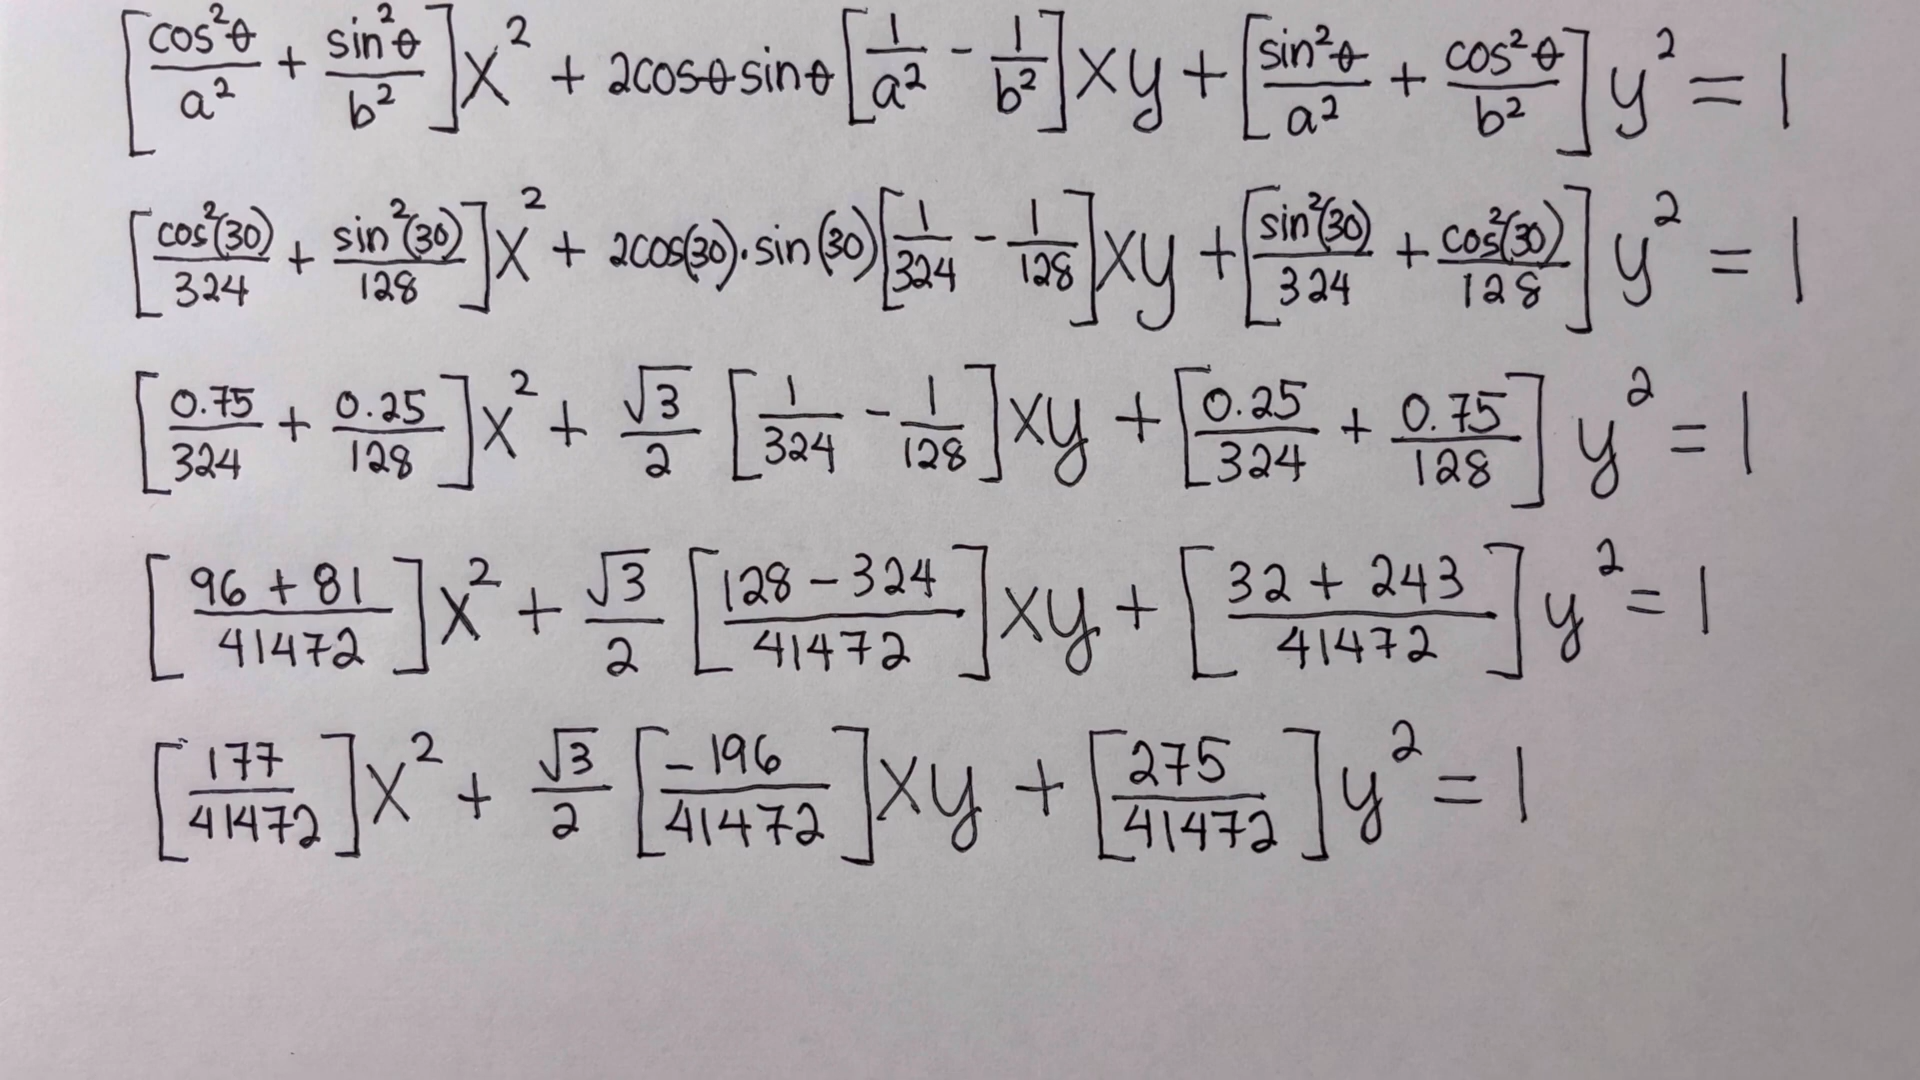 [cos²θ/a² + sin²θ/b²]x² + 2cosθsinθ[1/a² - 1/b²]xy + [sin²θ/a² + cos²θ/b²]y² = 1
[cos²(30)/324 + sin²(30)/128]x² + 2cos(30)·sin(30)[1/324 - 1/128]xy + [sin²(30)/324 + cos²(30)/128]y² = 1
[0.75/324 + 0.25/128]x² + √3/2 [1/324 - 1/128]xy + [0.25/324 + 0.75/128]y² = 1
[96 + 81/41472]x² + √3/2 [128 - 324/41472]xy + [32 + 243/41472]y² = 1
[177/41472]x² + √3/2 [-196/41472]xy + [275/41472]y² = 1